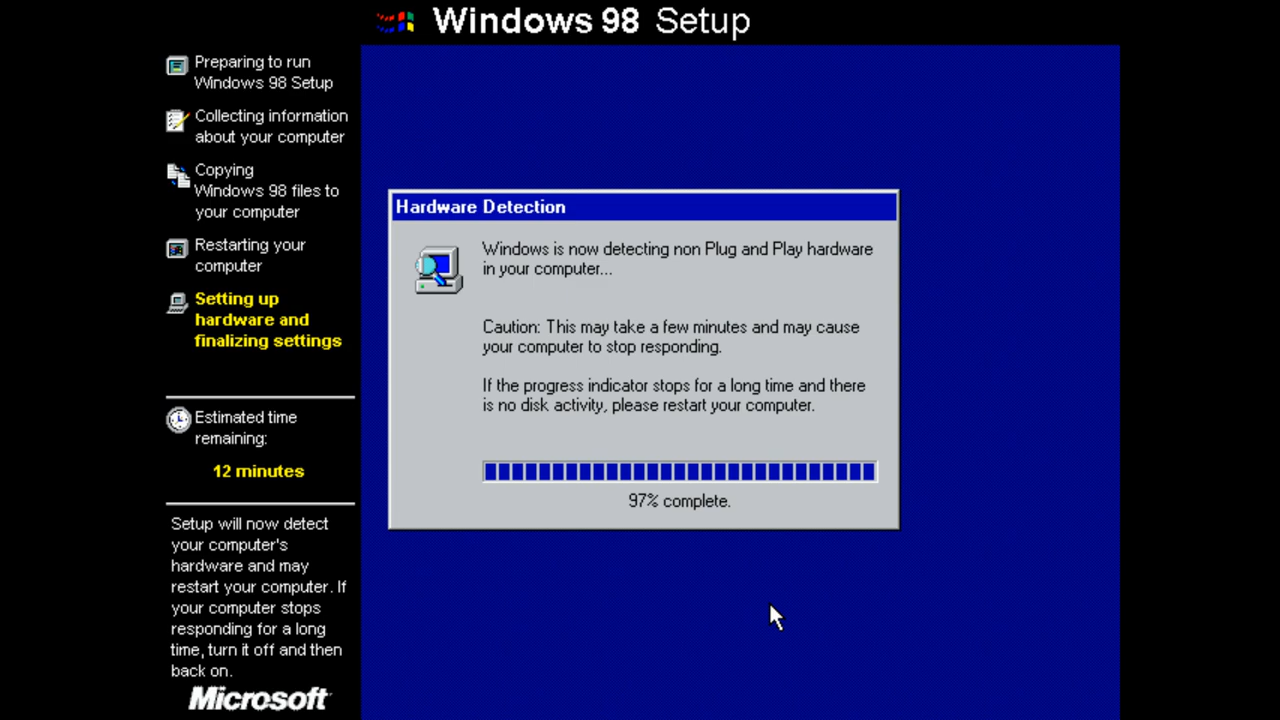 Windows 98 Setup
Preparing to run
Windows 98 Setup
Collecting information
about your computer
Copying
Windows 98 files to
your computer
Restarting your
computer
Setting up
hardware and
finalizing settings
Estimated time
remaining:
12 minutes
Setup will now detect
your computer's
hardware and may
restart your computer. If
your computer stops
responding for a long
time, turn it off and then
back on.
Microsoft
Hardware Detection
Windows is now detecting non Plug and Play hardware
in your computer...
Caution: This may take a few minutes and may cause
your computer to stop responding.
If the progress indicator stops for a long time and there
is no disk activity, please restart your computer.
97% complete.